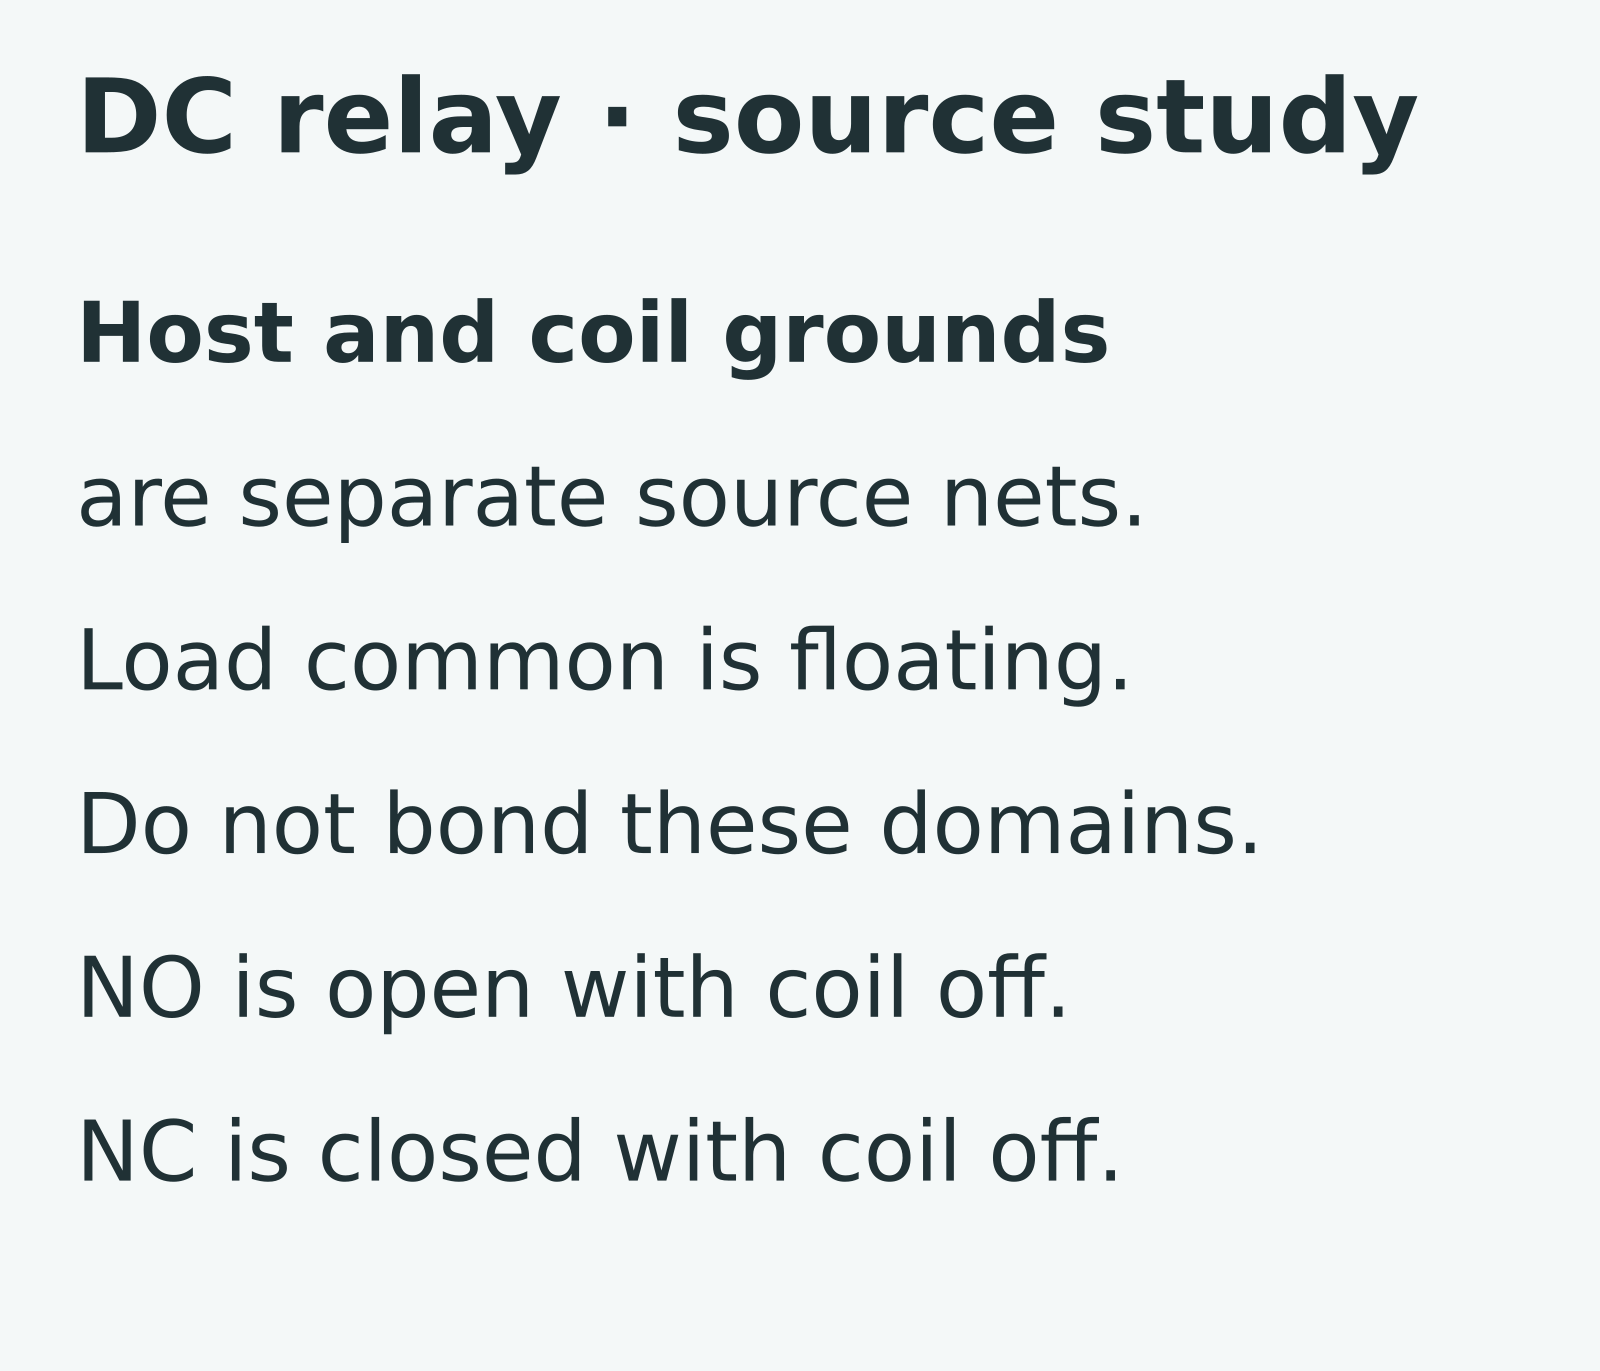 DC relay · source study
Host and coil grounds
are separate source nets.
Load common is floating.
Do not bond these domains.
NO is open with coil off.
NC is closed with coil off.